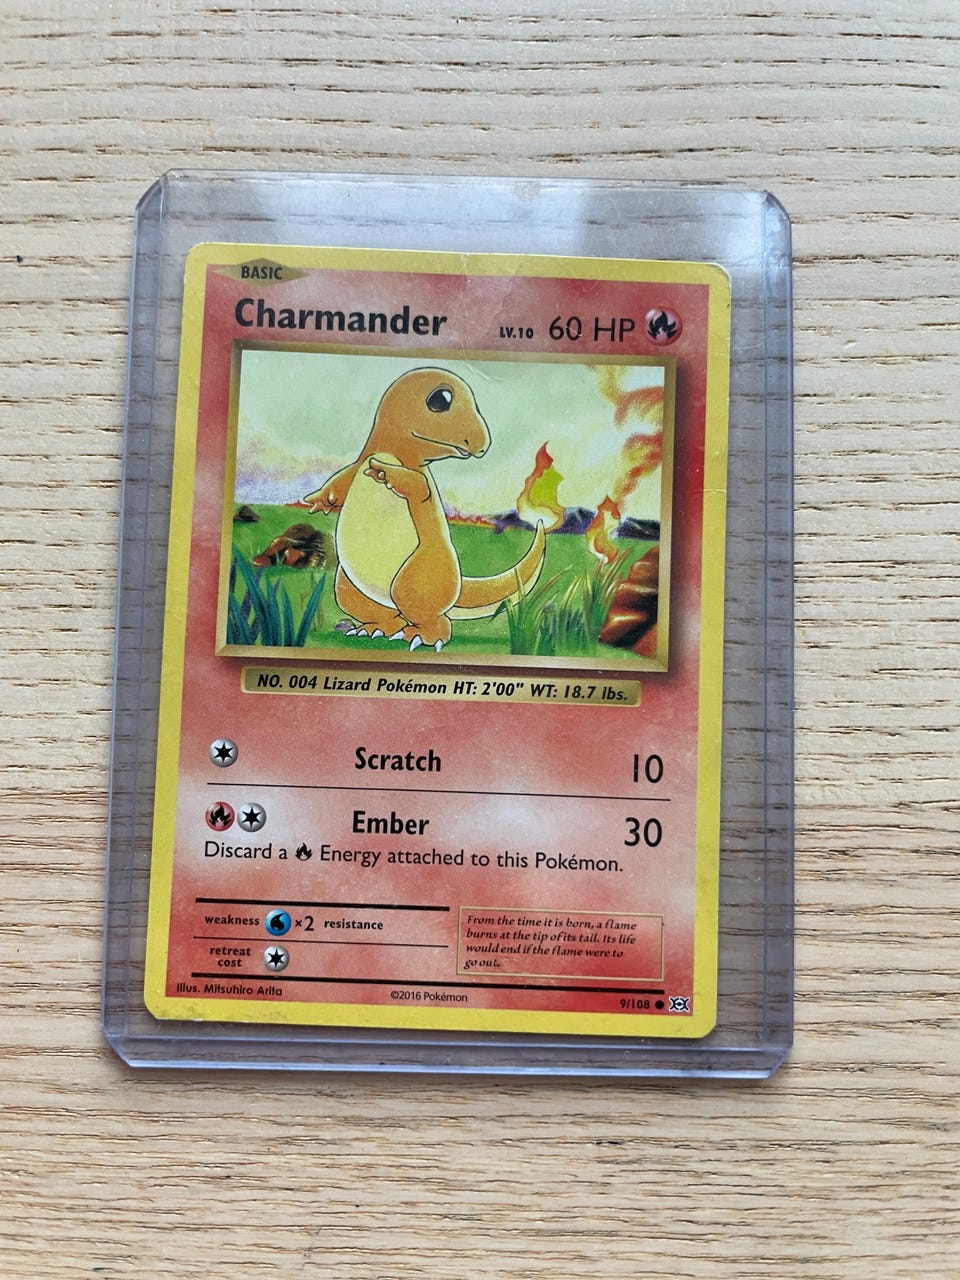 BASIC
Charmander LV.10 60 HP
NO. 004 Lizard Pokémon HT: 2'00" WT: 18.7 lbs.
Scratch 10
Ember 30
Discard a Energy attached to this Pokémon.
weakness ×2 resistance
retreat
cost
From the time it is born, a flame
burns at the tip of its tail. Its life
would end if the flame were to
go out.
Illus. Mitsuhiro Arita
©2016 Pokémon
9/108